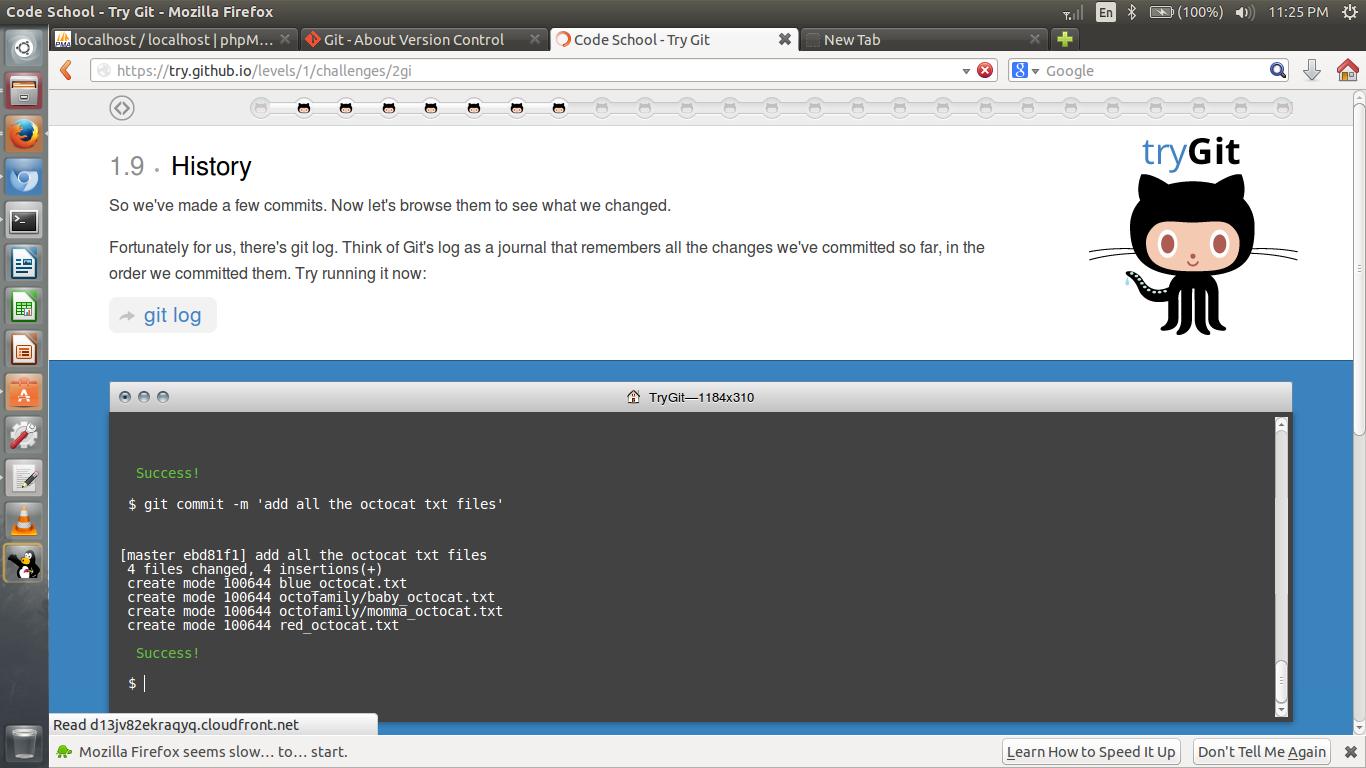 Code School - Try Git - Mozilla Firefox
En
(100%)
11:25 PM
localhost / localhost | phpM...
Git - About Version Control
Code School - Try Git
New Tab
https://try.github.io/levels/1/challenges/2gi
Google
1.9 · History
tryGit
So we've made a few commits. Now let's browse them to see what we changed.
Fortunately for us, there's git log. Think of Git's log as a journal that remembers all the changes we've committed so far, in the
order we committed them. Try running it now:
git log
TryGit—1184x310
Success!
$ git commit -m 'add all the octocat txt files'
[master ebd81f1] add all the octocat txt files
4 files changed, 4 insertions(+)
create mode 100644 blue_octocat.txt
create mode 100644 octofamily/baby_octocat.txt
create mode 100644 octofamily/momma_octocat.txt
create mode 100644 red_octocat.txt
Success!
$
Read d13jv82ekraqyq.cloudfront.net
Mozilla Firefox seems slow... to... start.
Learn How to Speed It Up
Don't Tell Me Again